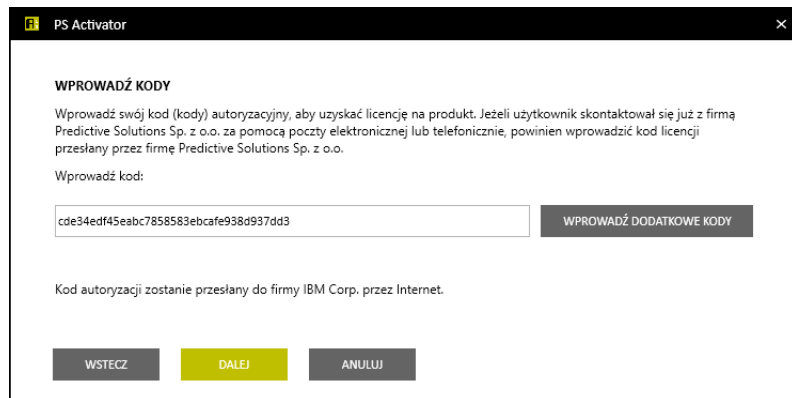 PS Activator
WPROWADŹ KODY
Wprowadź swój kod (kody) autoryzacyjny, aby uzyskać licencję na produkt. Jeżeli użytkownik skontaktował się już z firmą
Predictive Solutions Sp. z o.o. za pomocą poczty elektronicznej lub telefonicznie, powinien wprowadzić kod licencji
przesłany przez firmę Predictive Solutions Sp. z o.o.
Wprowadź kod:
cde34edf45eabc7858583ebcafe938d937dd3
WPROWADŹ DODATKOWE KODY
Kod autoryzacji zostanie przesłany do firmy IBM Corp. przez Internet.
WSTECZ
DALEJ
ANULUJ